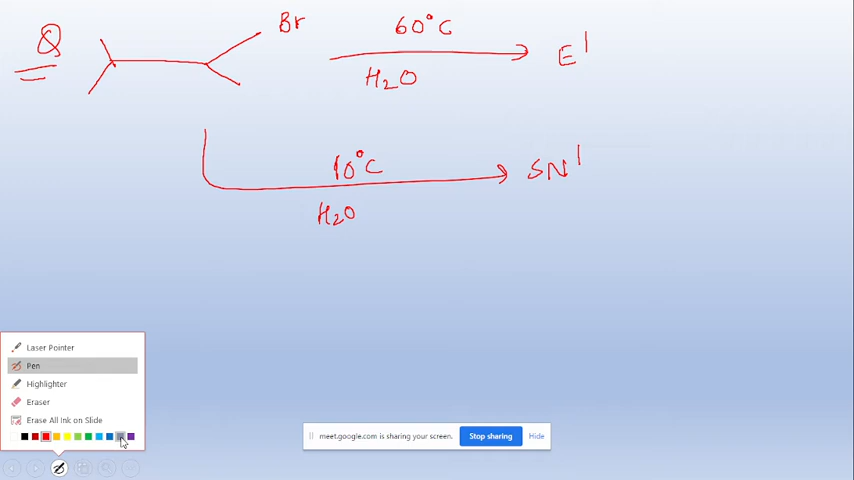 Q
Br
60°C
H2O
E1
10°C
H2O
SN1
Laser Pointer
Pen
Highlighter
Eraser
Erase All Ink on Slide
meet.google.com is sharing your screen.
Stop sharing
Hide